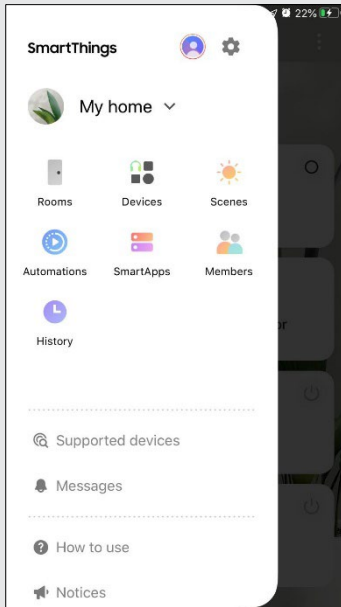 22%
SmartThings
My home
Rooms Devices Scenes
Automations SmartApps Members
History
Supported devices
Messages
How to use
Notices
or